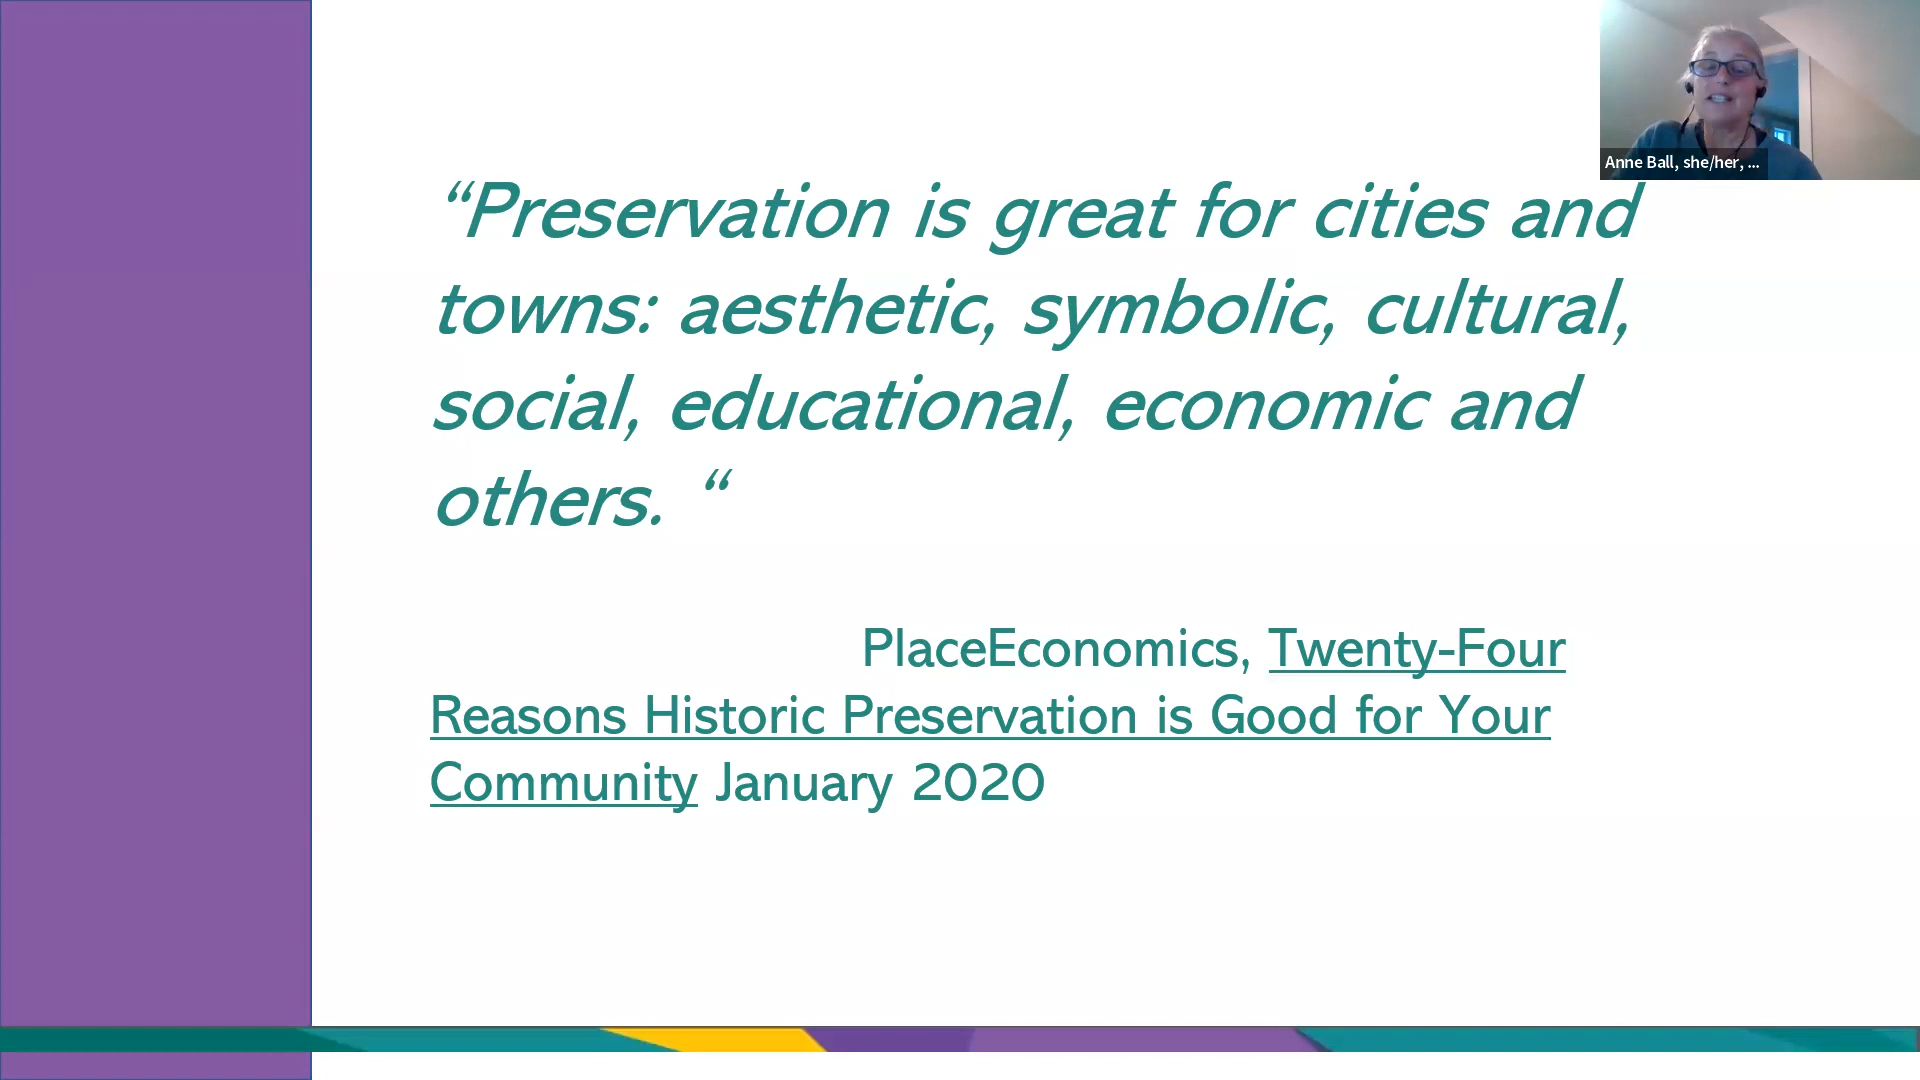 Anne Ball, she/her, ...
“Preservation is great for cities and
towns: aesthetic, symbolic, cultural,
social, educational, economic and
others. “
PlaceEconomics, Twenty-Four
Reasons Historic Preservation is Good for Your
Community January 2020